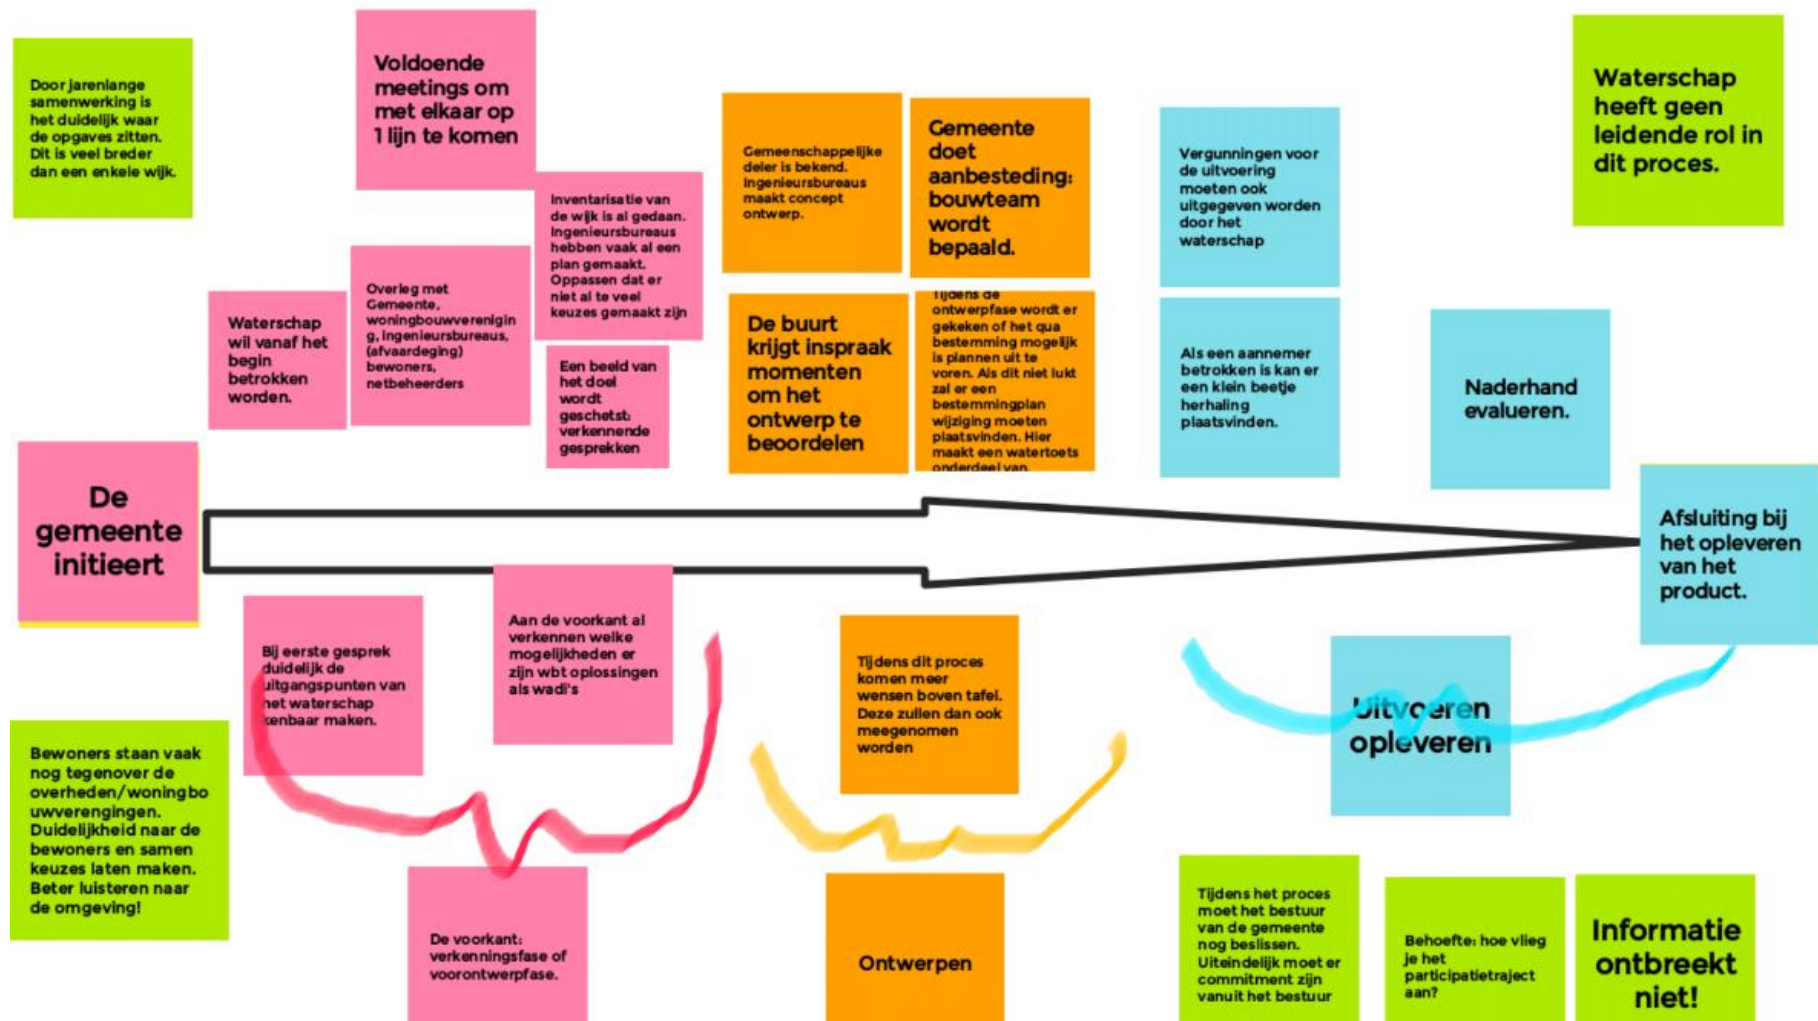 Door jarenlange
samenwerking is
het duidelijk waar
de opgaves zitten.
Dit is veel breder
dan een enkele wijk.
Voldoende
meetings om
met elkaar op
1 lijn te komen
Gemeenschappelijke
deler is bekend.
Ingenieursbureaus
maakt concept
ontwerp.
Gemeente
doet
aanbesteding:
bouwteam
wordt
bepaald.
Vergunningen voor
de uitvoering
moeten ook
uitgegeven worden
door het
waterschap
Waterschap
heeft geen
leidende rol in
dit proces.
Waterschap
wil vanaf het
begin
betrokken
worden.
Overleg met
Gemeente,
woningbouwverenigin
g, ingenieursbureaus,
(afvaardeging)
bewoners,
netbeheerders
Inventarisatie van
de wijk is al gedaan.
Ingenieursbureaus
hebben vaak al een
plan gemaakt.
Oppassen dat er
niet al te veel
keuzes gemaakt zijn
Een beeld van
het doel
wordt
geschetst:
verkennende
gesprekken
De buurt
krijgt inspraak
momenten
om het
ontwerp te
beoordelen
Tijdens de
ontwerpfase wordt er
gekeken of het qua
bestemming mogelijk
is plannen uit te
voren. Als dit niet lukt
zal er een
bestemmingplan
wijziging moeten
plaatsvinden. Hier
maakt een watertoets
onderdeel van.
Als een aannemer
betrokken is kan er
een klein beetje
herhaling
plaatsvinden.
Naderhand
evalueren.
De
gemeente
initieert
Afsluiting bij
het opleveren
van het
product.
Bij eerste gesprek
duidelijk de
uitgangspunten van
het waterschap
kenbaar maken.
Aan de voorkant al
verkennen welke
mogelijkheden er
zijn wbt oplossingen
als wadi's
Tijdens dit proces
komen meer
wensen boven tafel.
Deze zullen dan ook
meegenomen
worden
Uitvoeren
opleveren
Bewoners staan vaak
nog tegenover de
overheden/woningbo
uwverengingen.
Duidelijkheid naar de
bewoners en samen
keuzes laten maken.
Beter luisteren naar
de omgeving!
De voorkant:
verkenningsfase of
voorontwerpfase.
Ontwerpen
Tijdens het proces
moet het bestuur
van de gemeente
nog beslissen.
Uiteindelijk moet er
commitment zijn
vanuit het bestuur
Behoefte: hoe vlieg
je het
participatietraject
aan?
Informatie
ontbreekt
niet!